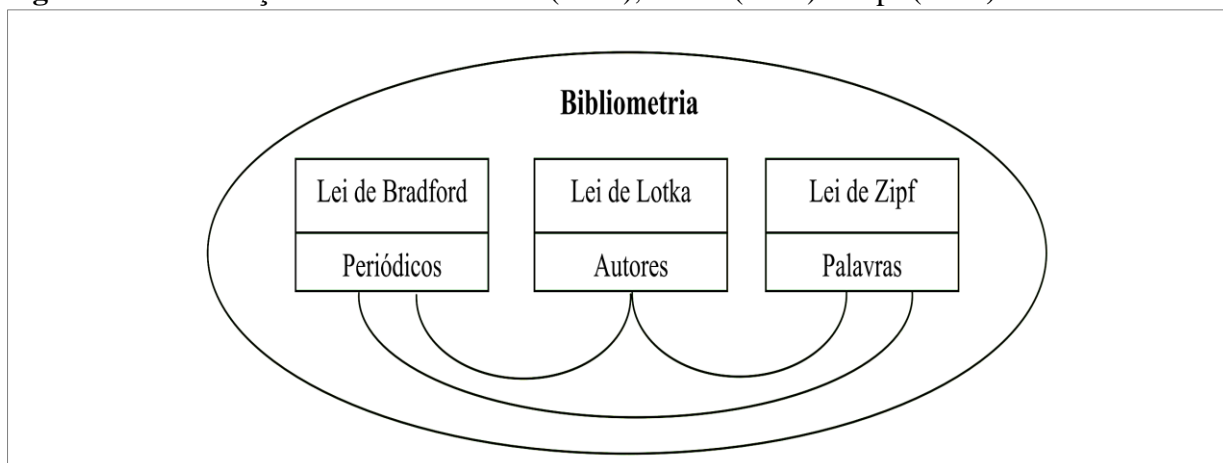 Bibliometria
Lei de Bradford
Lei de Lotka
Lei de Zipf
Periódicos
Autores
Palavras